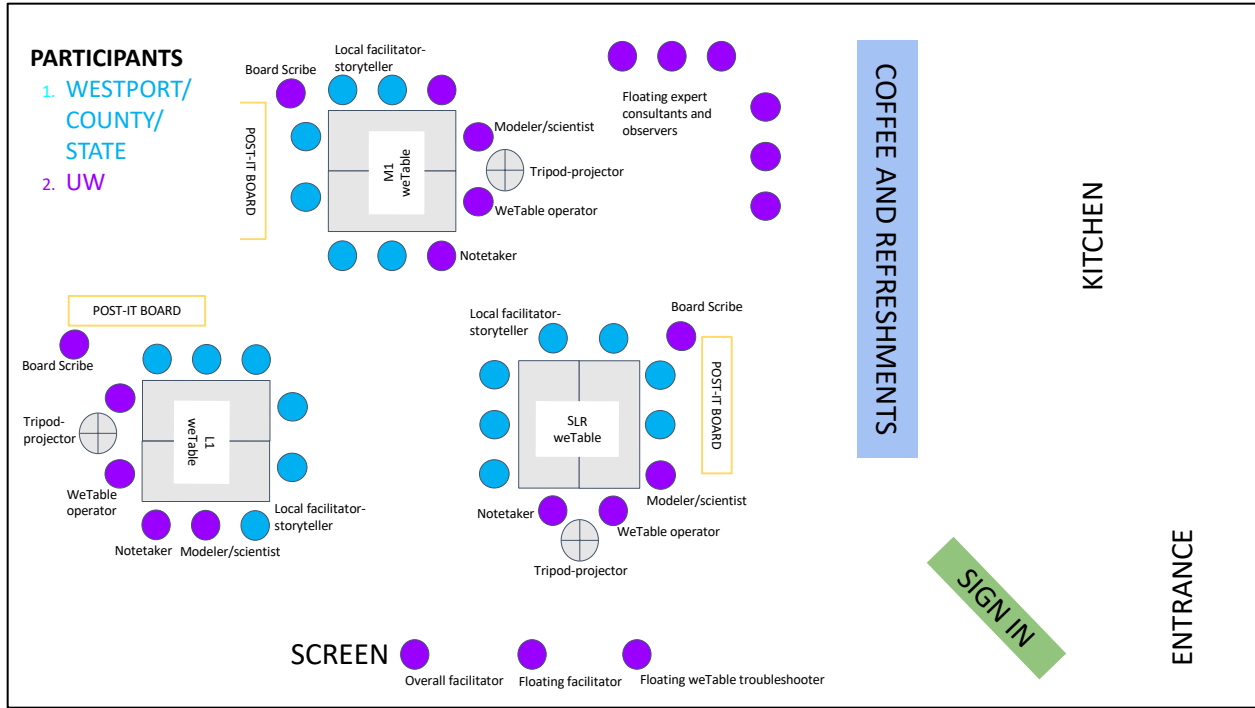 PARTICIPANTS
1. WESTPORT/
COUNTY/
STATE
2. UW
Board Scribe
Local facilitator-
storyteller
POST-IT BOARD
M1
weTable
Modeler/scientist
Tripod-projector
WeTable operator
Notetaker
Floating expert
consultants and
observers
COFFEE AND REFRESHMENTS
KITCHEN
POST-IT BOARD
Board Scribe
Tripod-
projector
L1
weTable
WeTable
operator
Local facilitator-
storyteller
Notetaker
Modeler/scientist
Local facilitator-
storyteller
Board Scribe
POST-IT BOARD
SLR
weTable
Modeler/scientist
Notetaker
WeTable operator
Tripod-projector
SIGN IN
ENTRANCE
SCREEN
Overall facilitator
Floating facilitator
Floating weTable troubleshooter